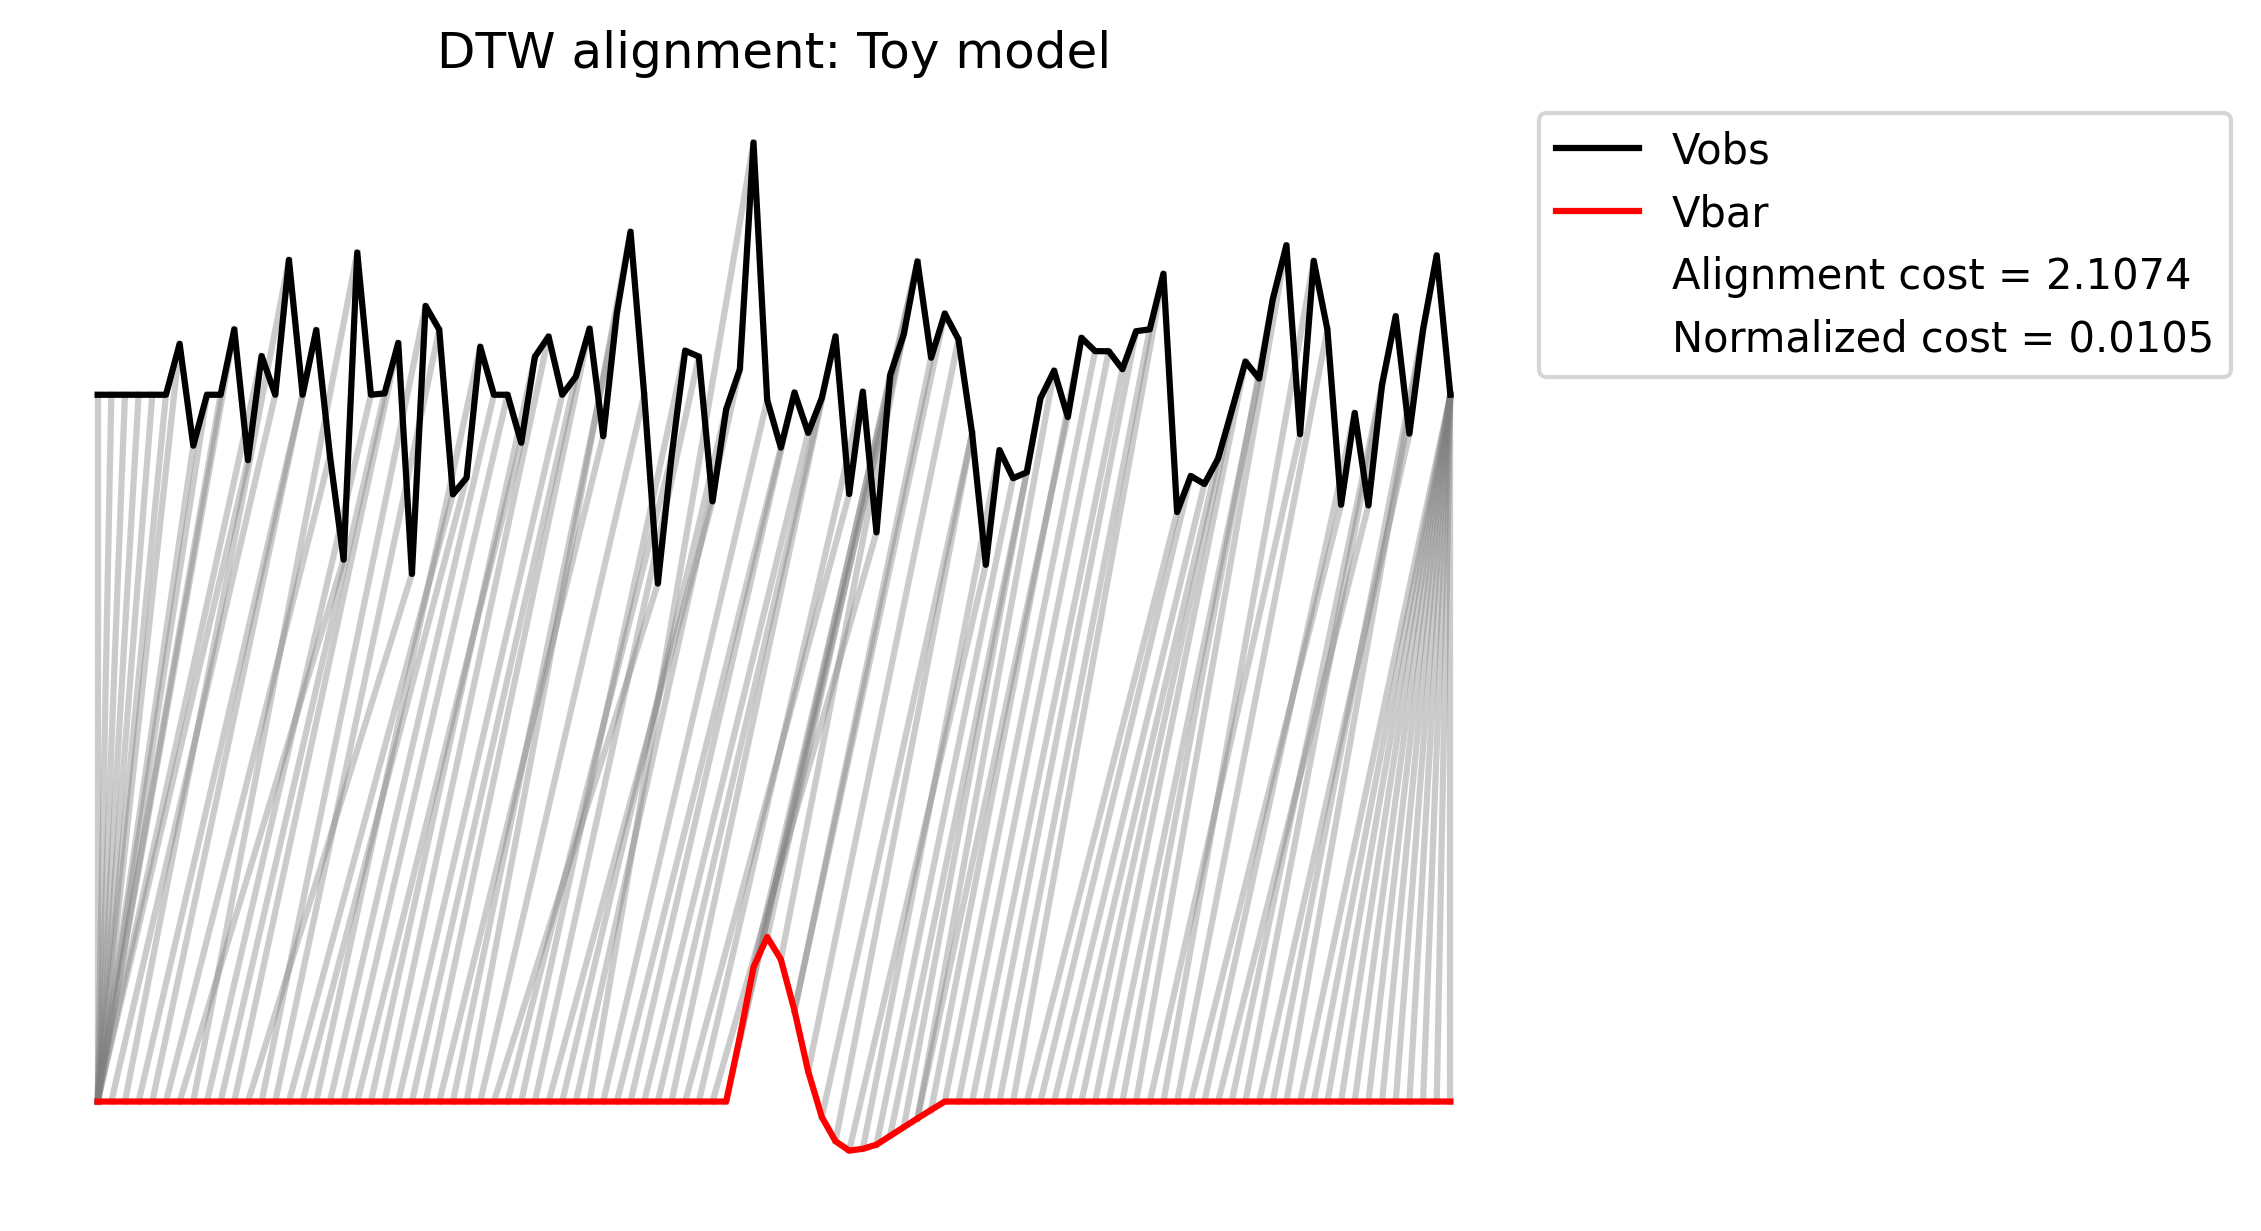 DTW alignment: Toy model
Vobs
Vbar
Alignment cost = 2.1074
Normalized cost = 0.0105